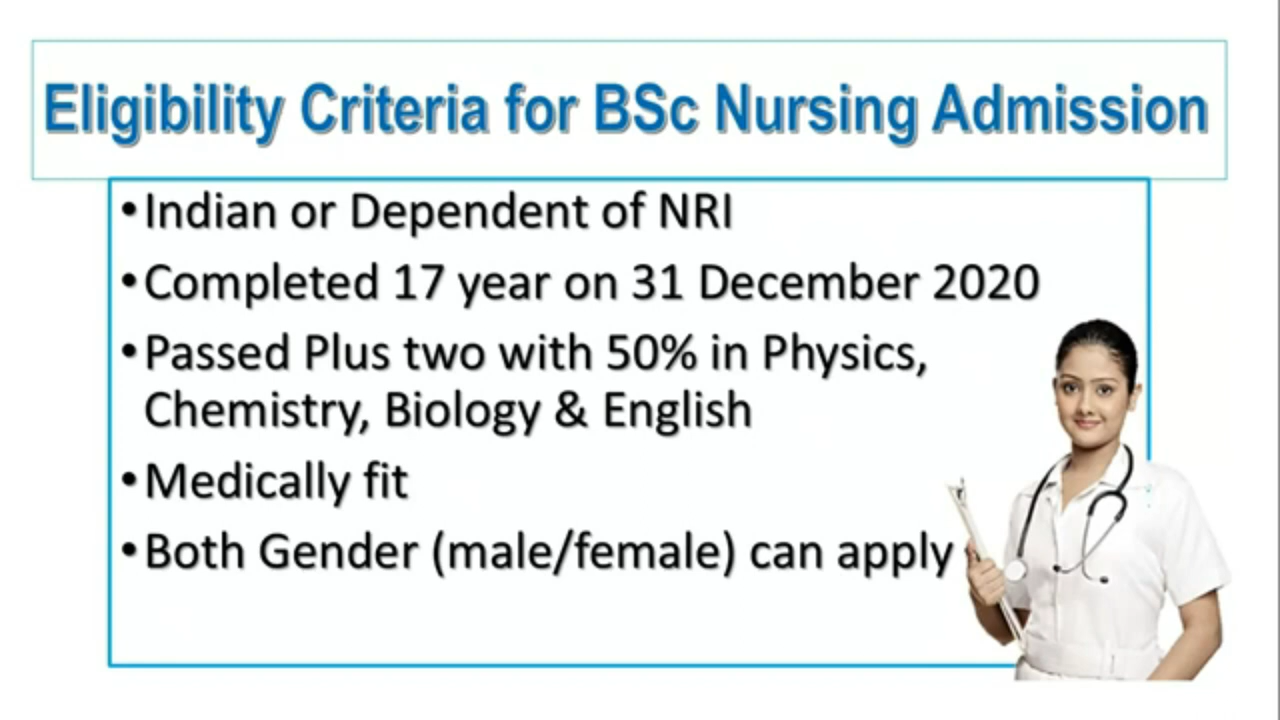 Eligibility Criteria for BSc Nursing Admission
•Indian or Dependent of NRI
•Completed 17 year on 31 December 2020
•Passed Plus two with 50% in Physics,
Chemistry, Biology & English
•Medically fit
•Both Gender (male/female) can apply